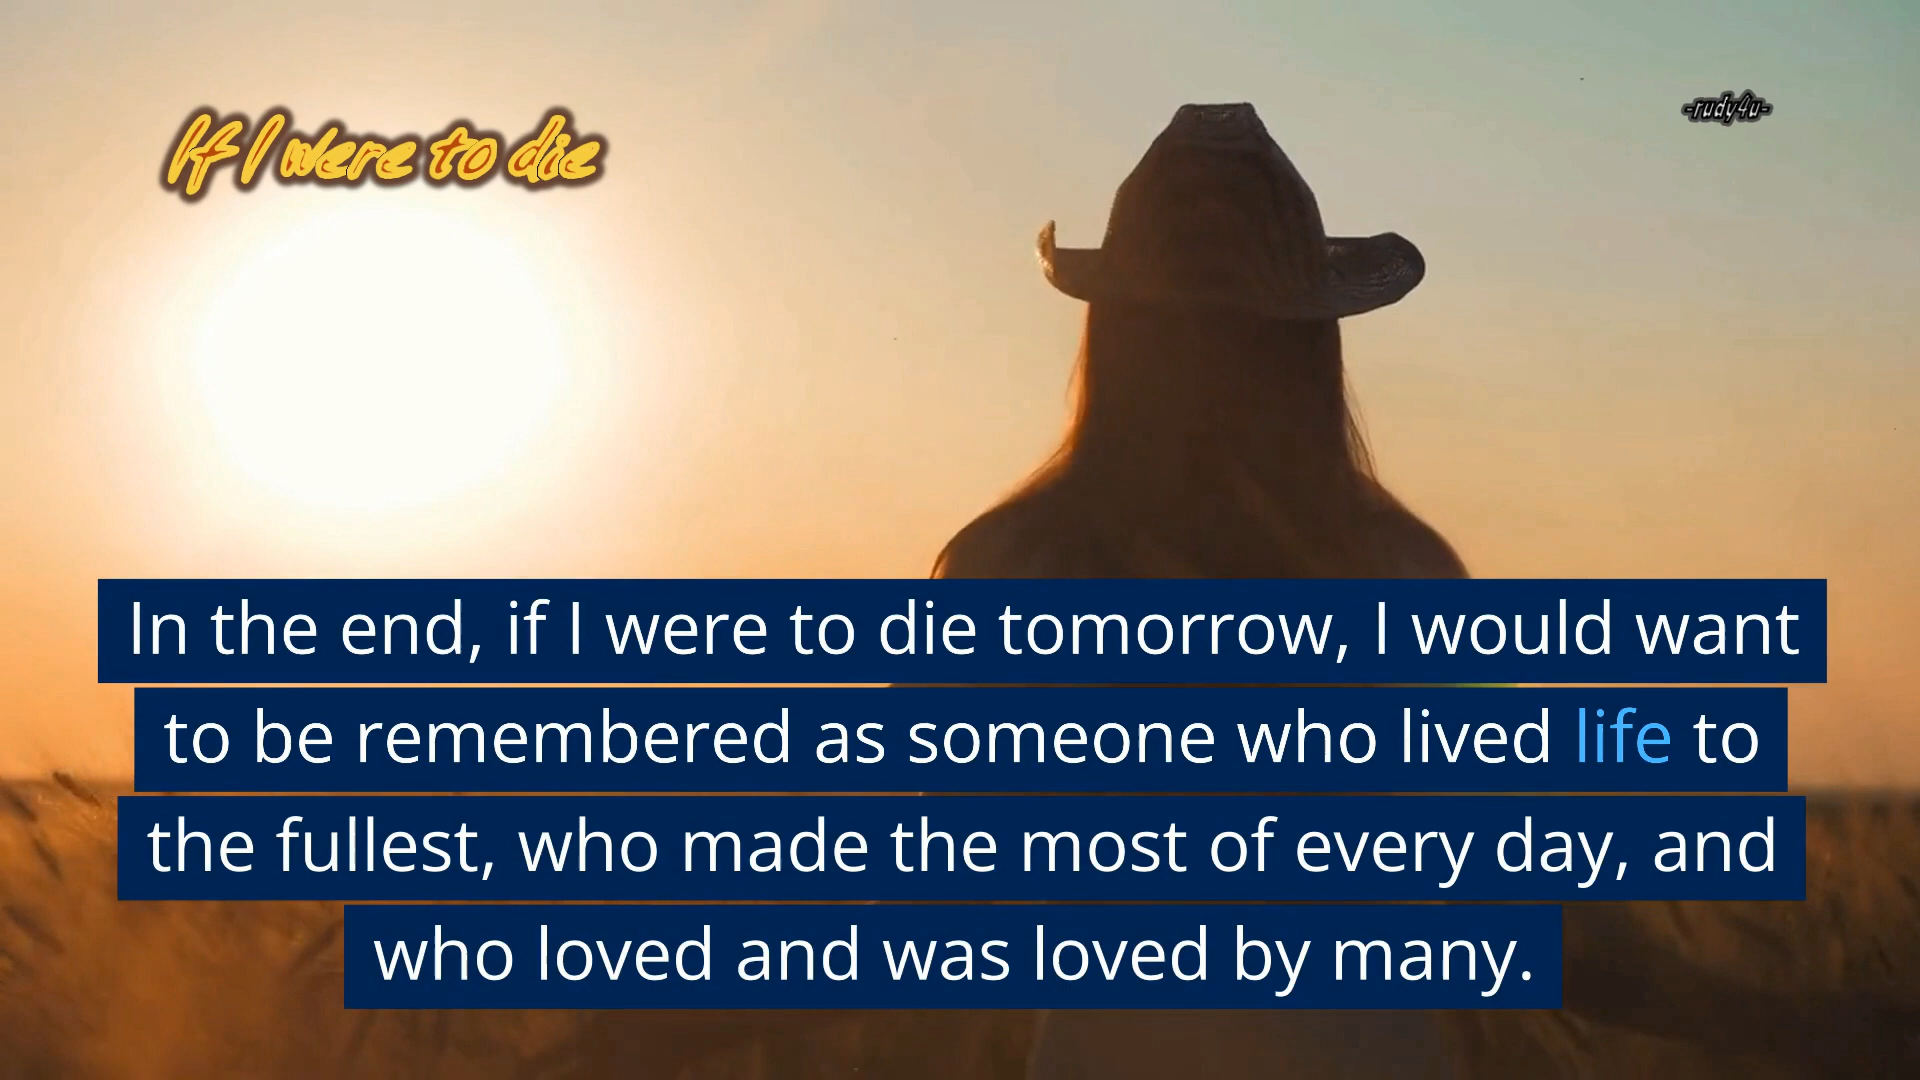 If I were to die
-rudy4u-
In the end, if I were to die tomorrow, I would want
to be remembered as someone who lived life to
the fullest, who made the most of every day, and
who loved and was loved by many.